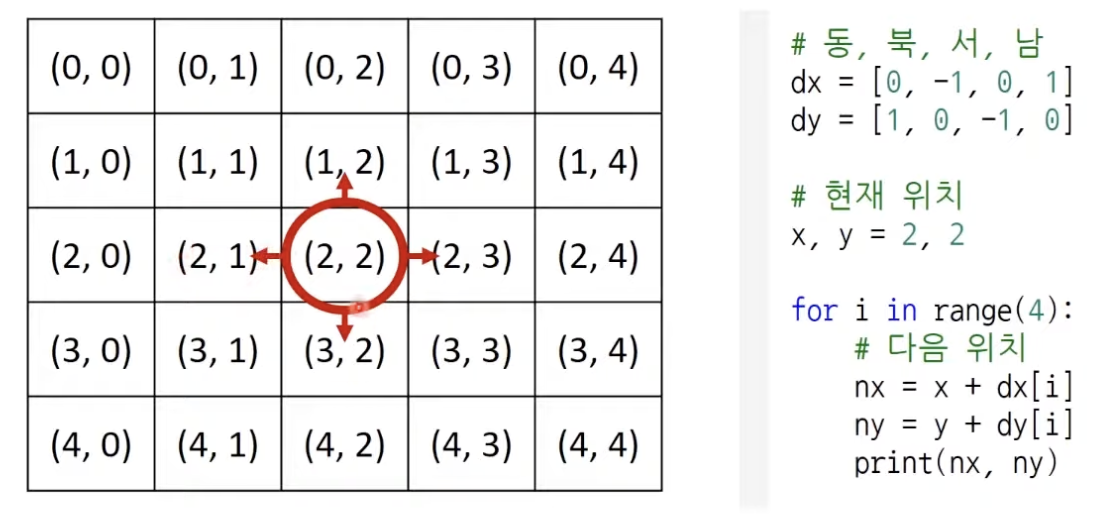 (0, 0) (0, 1) (0, 2) (0, 3) (0, 4)
(1, 0) (1, 1) (1, 2) (1, 3) (1, 4)
(2, 0) (2, 1) (2, 2) (2, 3) (2, 4)
(3, 0) (3, 1) (3, 2) (3, 3) (3, 4)
(4, 0) (4, 1) (4, 2) (4, 3) (4, 4)
# 동, 북, 서, 남
dx = [0, -1, 0, 1]
dy = [1, 0, -1, 0]
# 현재 위치
x, y = 2, 2
for i in range(4):
    # 다음 위치
    nx = x + dx[i]
    ny = y + dy[i]
    print(nx, ny)